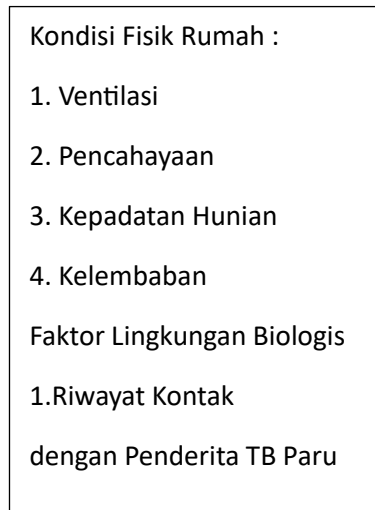 Kondisi Fisik Rumah :
1. Ventilasi
2. Pencahayaan
3. Kepadatan Hunian
4. Kelembaban
Faktor Lingkungan Biologis
1.Riwayat Kontak
dengan Penderita TB Paru